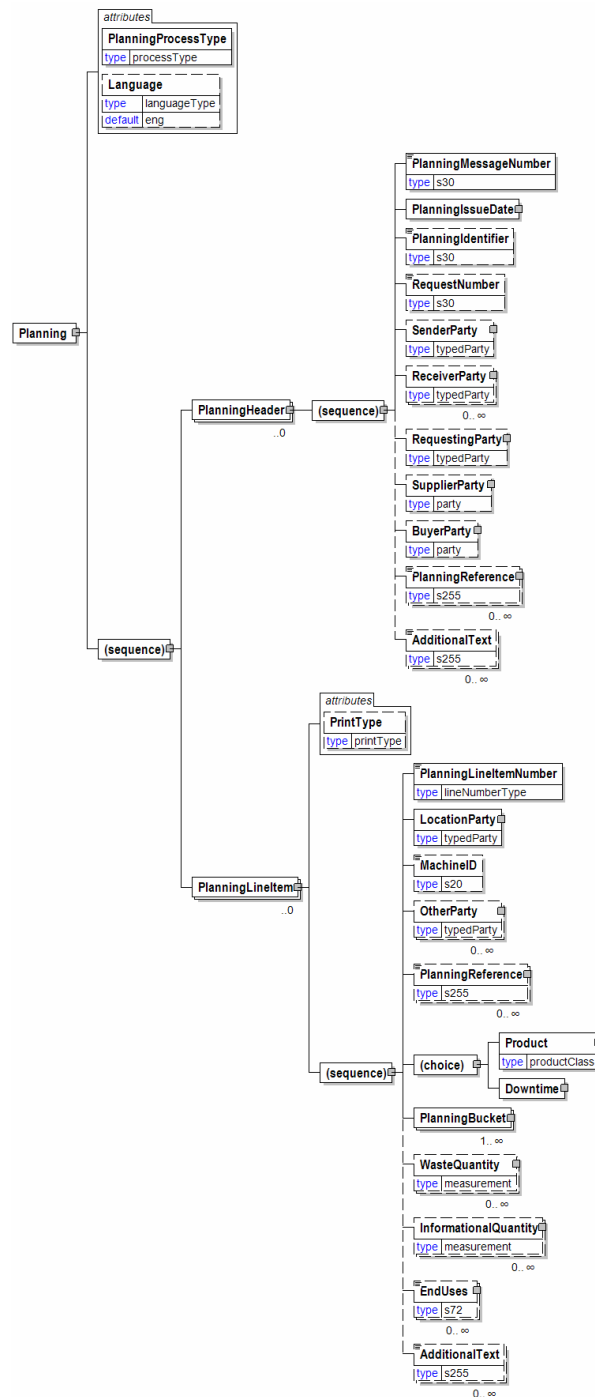 attributes
PlanningProcessType
type processType
Language
type languageType
default eng
Planning
(sequence)
PlanningHeader
..0
(sequence)
PlanningMessageNumber
type s30
PlanningIssueDate
PlanningIdentifier
type s30
RequestNumber
type s30
SenderParty
type typedParty
ReceiverParty
type typedParty
0.. ∞
RequestingParty
type typedParty
SupplierParty
type party
BuyerParty
type party
PlanningReference
type s255
0.. ∞
AdditionalText
type s255
0.. ∞
PlanningLineItem
..0
attributes
PrintType
type printType
(sequence)
PlanningLineItemNumber
type lineNumberType
LocationParty
type typedParty
MachineID
type s20
OtherParty
type typedParty
0.. ∞
PlanningReference
type s255
0.. ∞
(choice)
Product
type productClass
Downtime
PlanningBucket
1.. ∞
WasteQuantity
type measurement
0.. ∞
InformationalQuantity
type measurement
0.. ∞
EndUses
type s72
0.. ∞
AdditionalText
type s255
0.. ∞